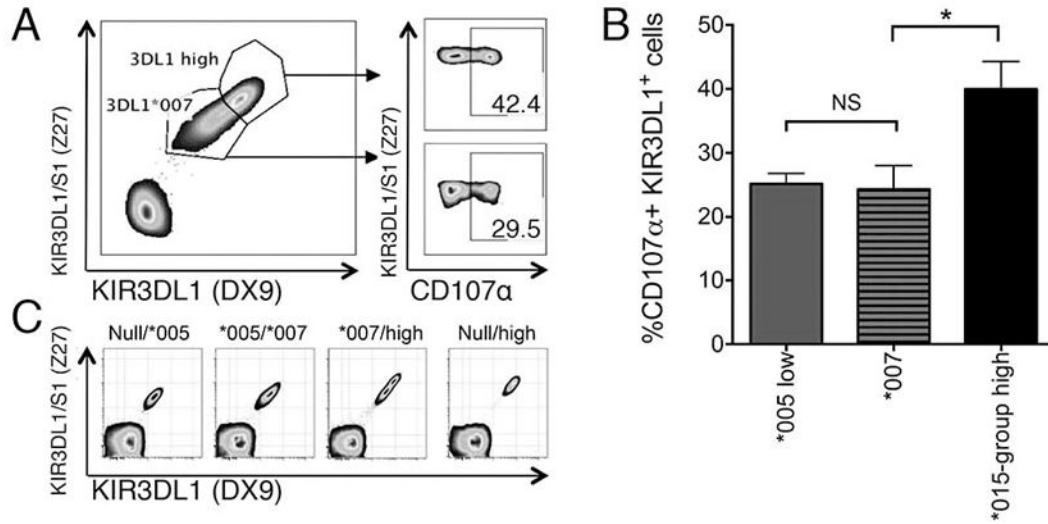 A
KIR3DL1/S1 (Z27)
3DL1 high
3DL1*007
KIR3DL1 (DX9)
KIR3DL1/S1 (Z27)
42.4
29.5
CD107α
B
%CD107α+ KIR3DL1+ cells
50
40
30
20
10
0
NS
*
*005 low
*007
*015-group high
C
KIR3DL1/S1 (Z27)
Null/*005
*005/*007
*007/high
Null/high
KIR3DL1 (DX9)